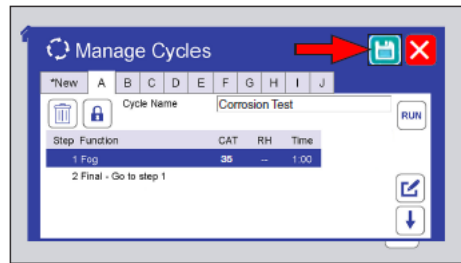 Manage Cycles
*New A B C D E F G H I J
Cycle Name Corrosion Test
RUN
Step Function CAT RH Time
1 Fog 35 -- 1:00
2 Final - Go to step 1